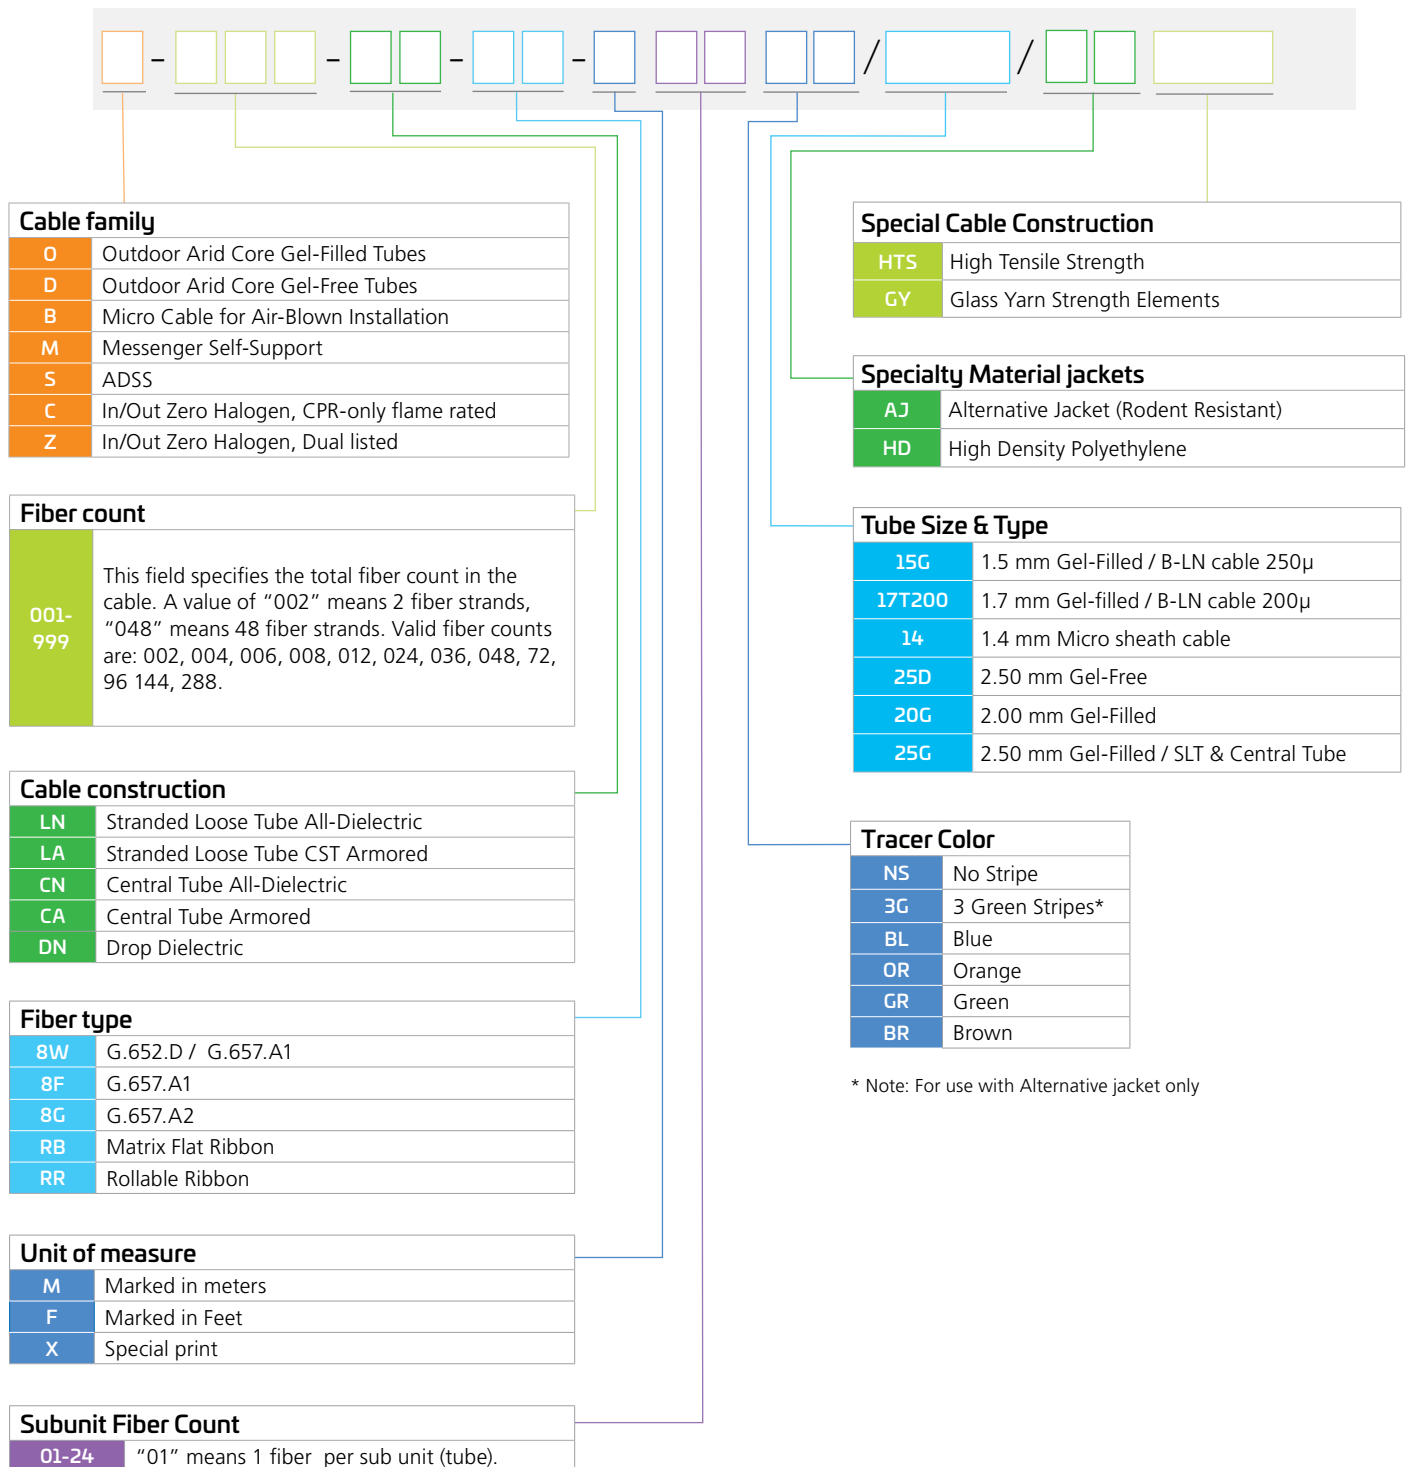 - - - - / /
Cable family
O Outdoor Arid Core Gel-Filled Tubes
D Outdoor Arid Core Gel-Free Tubes
B Micro Cable for Air-Blown Installation
M Messenger Self-Support
S ADSS
C In/Out Zero Halogen, CPR-only flame rated
Z In/Out Zero Halogen, Dual listed
Fiber count
001-
999
This field specifies the total fiber count in the
cable. A value of “002” means 2 fiber strands,
“048” means 48 fiber strands. Valid fiber counts
are: 002, 004, 006, 008, 012, 024, 036, 048, 72,
96 144, 288.
Cable construction
LN Stranded Loose Tube All-Dielectric
LA Stranded Loose Tube CST Armored
CN Central Tube All-Dielectric
CA Central Tube Armored
DN Drop Dielectric
Fiber type
8W G.652.D / G.657.A1
8F G.657.A1
8G G.657.A2
RB Matrix Flat Ribbon
RR Rollable Ribbon
Unit of measure
M Marked in meters
F Marked in Feet
X Special print
Subunit Fiber Count
01-24 “01” means 1 fiber per sub unit (tube).
Special Cable Construction
HTS High Tensile Strength
GY Glass Yarn Strength Elements
Specialty Material jackets
AJ Alternative Jacket (Rodent Resistant)
HD High Density Polyethylene
Tube Size & Type
15G 1.5 mm Gel-Filled / B-LN cable 250µ
17T200 1.7 mm Gel-filled / B-LN cable 200µ
14 1.4 mm Micro sheath cable
25D 2.50 mm Gel-Free
20G 2.00 mm Gel-Filled
25G 2.50 mm Gel-Filled / SLT & Central Tube
Tracer Color
NS No Stripe
3G 3 Green Stripes*
BL Blue
OR Orange
GR Green
BR Brown
* Note: For use with Alternative jacket only